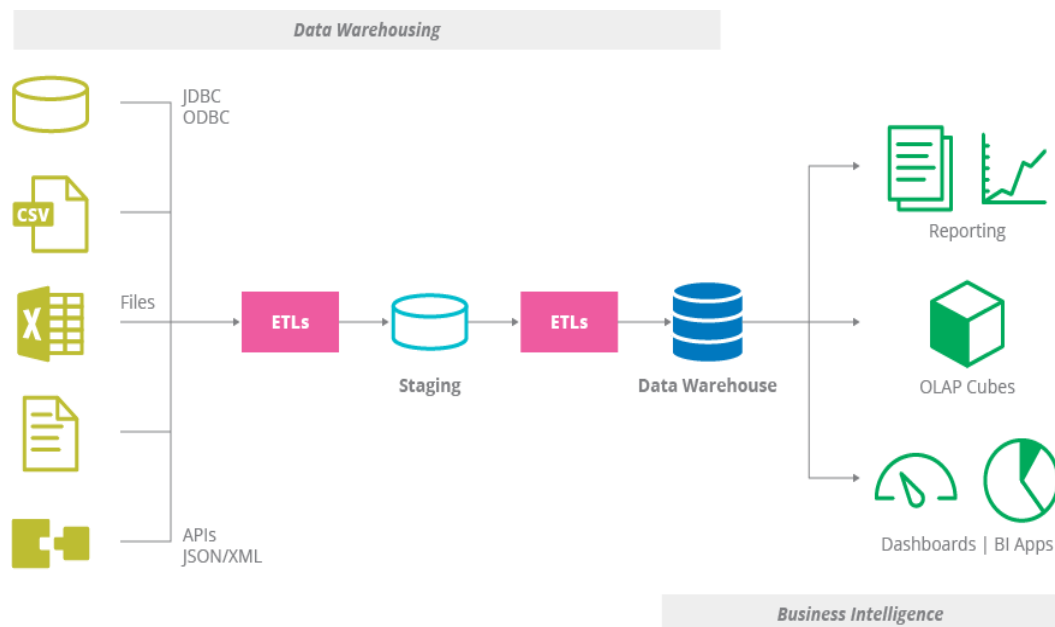 Data Warehousing
JDBC
ODBC
CSV
Files
X
ETLs
Staging
ETLs
Data Warehouse
Reporting
OLAP Cubes
Dashboards | BI Apps
APIs
JSON/XML
Business Intelligence